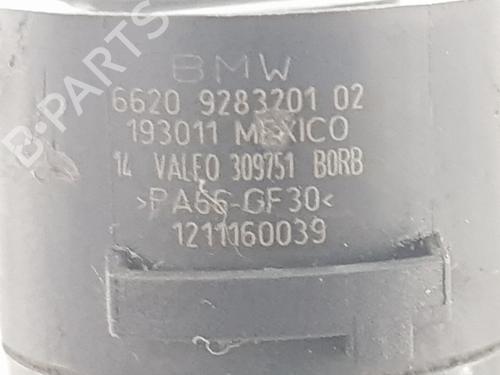 B-PARTS
BMW
6620 9283201 02
193011 MEXICO
14 VALEO 309751 BORB
>PA66-GF30<
1211160039